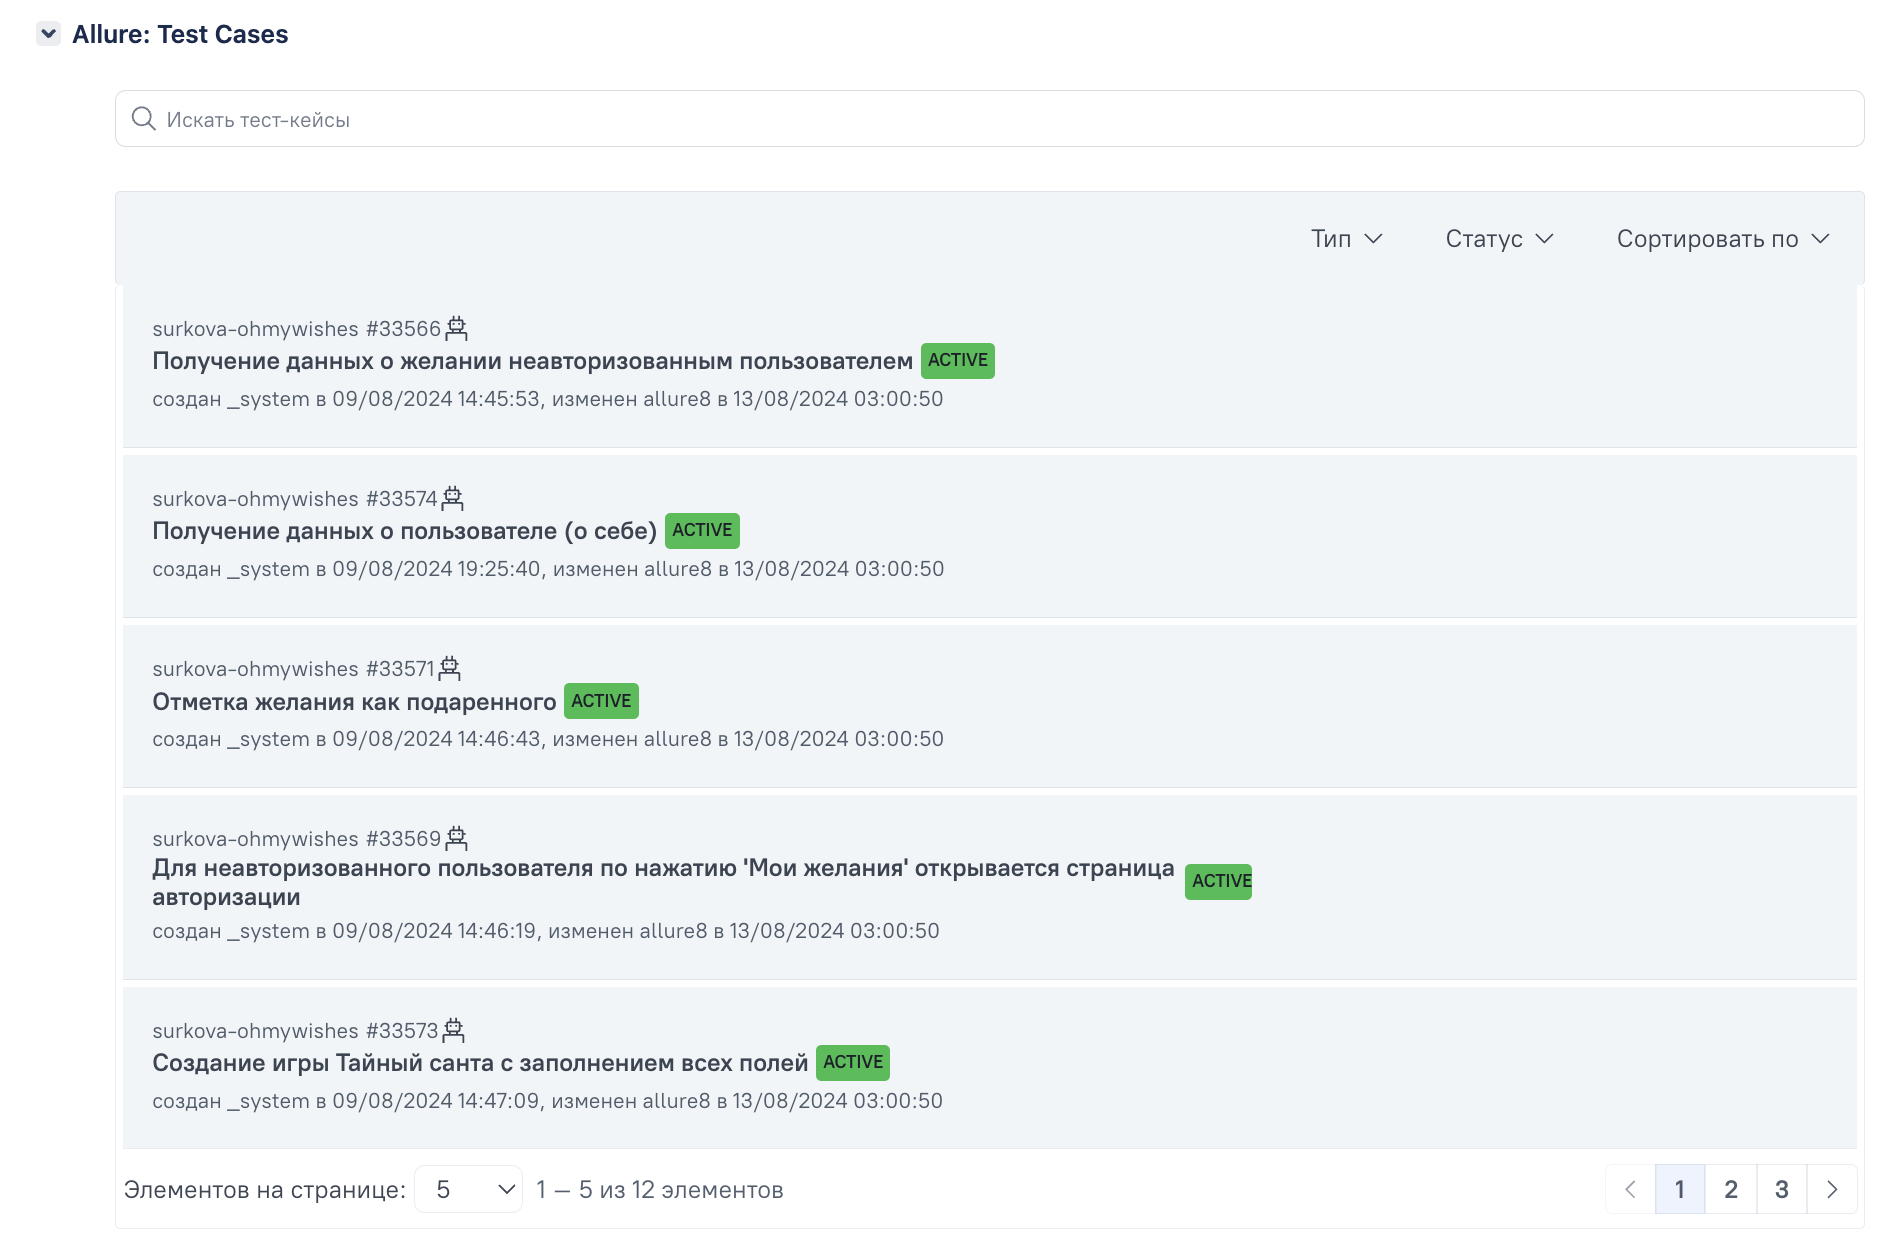 Allure: Test Cases
Искать тест-кейсы
Тип Статус Сортировать по
surkova-ohmywishes #33566
Получение данных о желании неавторизованным пользователем ACTIVE
создан _system в 09/08/2024 14:45:53, изменен allure8 в 13/08/2024 03:00:50
surkova-ohmywishes #33574
Получение данных о пользователе (о себе) ACTIVE
создан _system в 09/08/2024 19:25:40, изменен allure8 в 13/08/2024 03:00:50
surkova-ohmywishes #33571
Отметка желания как подаренного ACTIVE
создан _system в 09/08/2024 14:46:43, изменен allure8 в 13/08/2024 03:00:50
surkova-ohmywishes #33569
Для неавторизованного пользователя по нажатию 'Мои желания' открывается страница ACTIVE
авторизации
создан _system в 09/08/2024 14:46:19, изменен allure8 в 13/08/2024 03:00:50
surkova-ohmywishes #33573
Создание игры Тайный санта с заполнением всех полей ACTIVE
создан _system в 09/08/2024 14:47:09, изменен allure8 в 13/08/2024 03:00:50
Элементов на странице: 5 1 — 5 из 12 элементов 1 2 3